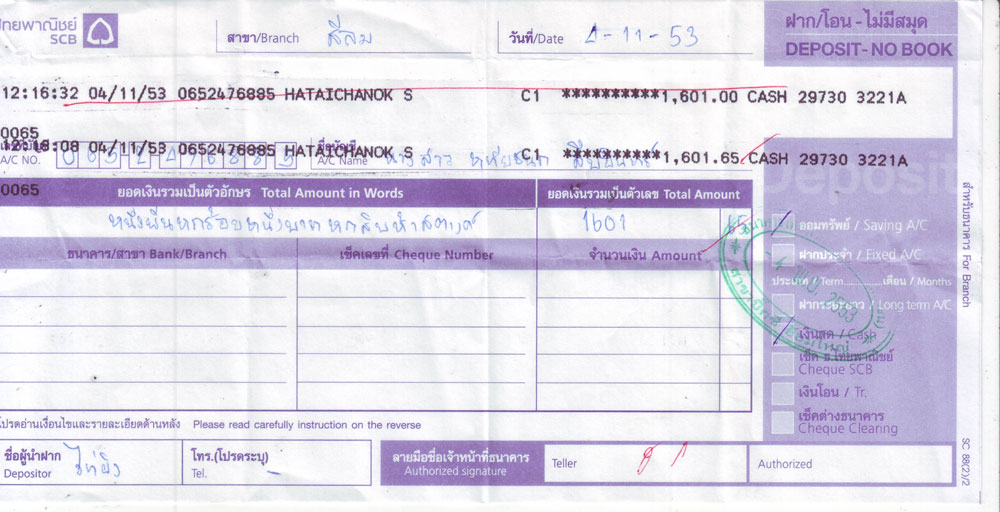 ไทยพาณิชย์
SCB
สาขา/Branch สีลม
วันที่/Date 4-11-53
ฝาก/โอน - ไม่มีสมุด
DEPOSIT - NO BOOK
12:16:32 04/11/53 0652476885 HATAICHANOK S C1 **********1,601.00 CASH 29730 3221A
0065
12:18:08 04/11/53 0652476885 HATAICHANOK S C1 **********1,601.65 CASH 29730 3221A
เลขที่บัญชี A/C NO. 0652476885 ชื่อบัญชี A/C Name นางสาว หทัยชนก
0065
Deposit
ยอดเงินรวมเป็นตัวอักษร Total Amount in Words
ยอดเงินรวมเป็นตัวเลข Total Amount
หนึ่งพันหกร้อยหนึ่งบาทหกสิบห้าสตางค์
1601 65
ธนาคาร/สาขา Bank/Branch
เช็คเลขที่ Cheque Number
จำนวนเงิน Amount
ออมทรัพย์ / Saving A/C
ฝากประจำ / Fixed A/C
ประเภท / Term..............เดือน / Months
ฝากระยะยาว / Long term A/C
เงินสด / Cash
เช็ค ธ.ไทยพาณิชย์
Cheque SCB
เงินโอน / Tr.
เช็คต่างธนาคาร
Cheque Clearing
สำหรับธนาคาร For Branch
SC 88(2)/2
โปรดอ่านเงื่อนไขและรายละเอียดด้านหลัง Please read carefully instruction on the reverse
ชื่อผู้นำฝาก
Depositor
โทร.(โปรดระบุ)
Tel. -
ลายมือชื่อเจ้าหน้าที่ธนาคาร
Authorized signature
Teller
Authorized